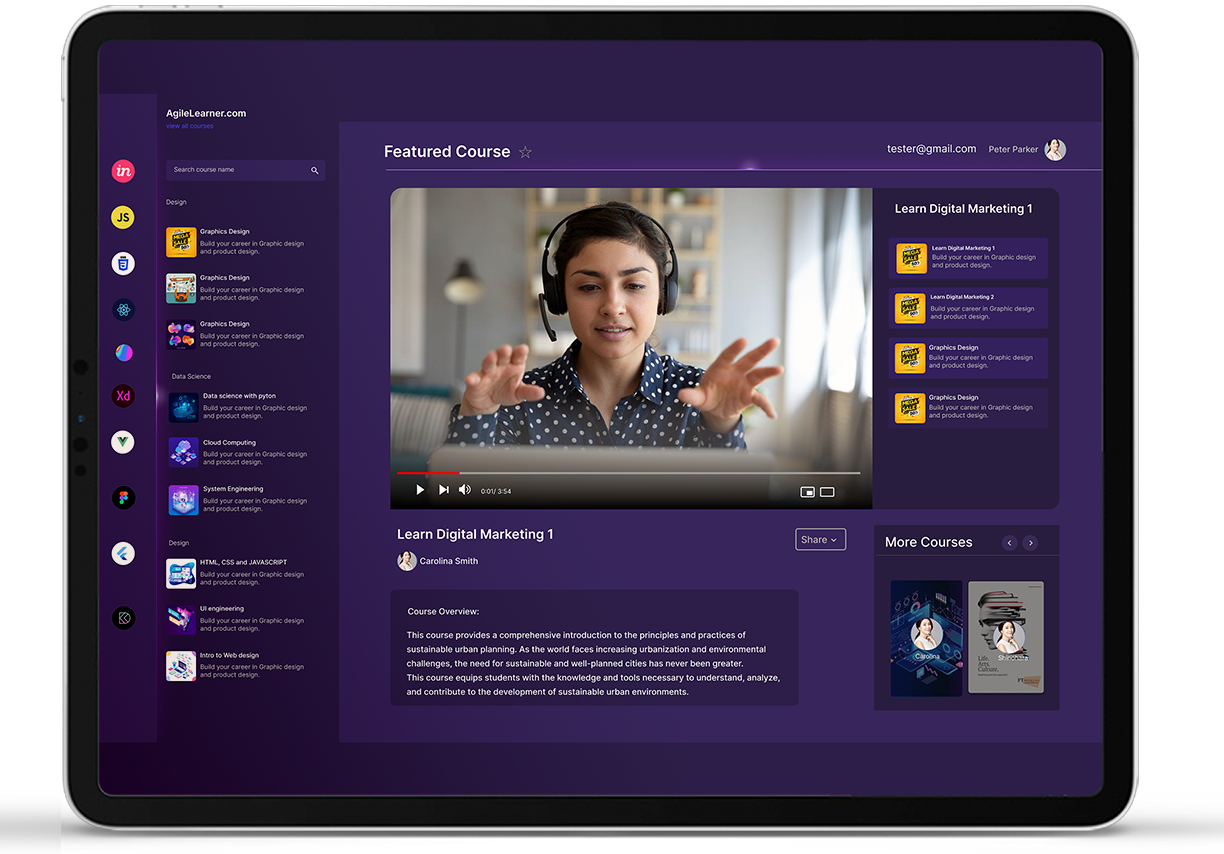 AgileLearner.com
view all courses
Search course name
Design
Graphics Design
Build your career in Graphic design
and product design.
Graphics Design
Build your career in Graphic design
and product design.
Graphics Design
Build your career in Graphic design
and product design.
Data Science
Data science with pyton
Build your career in Graphic design
and product design.
Cloud Computing
Build your career in Graphic design
and product design.
System Engineering
Build your career in Graphic design
and product design.
Design
HTML, CSS and JAVASCRIPT
Build your career in Graphic design
and product design.
UI engineering
Build your career in Graphic design
and product design.
Intro to Web design
Build your career in Graphic design
and product design.
in
JS
Xd
Featured Course
tester@gmail.com
Peter Parker
0:01/ 3:54
Learn Digital Marketing 1
MEGA
SALE
Learn Digital Marketing 1
Build your career in Graphic design
and product design.
MEGA
SALE
Learn Digital Marketing 2
Build your career in Graphic design
and product design.
MEGA
SALE
Graphics Design
Build your career in Graphic design
and product design.
MEGA
SALE
Graphics Design
Build your career in Graphic design
and product design.
Learn Digital Marketing 1
Carolina Smith
Share
Course Overview:
This course provides a comprehensive introduction to the principles and practices of
sustainable urban planning. As the world faces increasing urbanization and environmental
challenges, the need for sustainable and well-planned cities has never been greater.
This course equips students with the knowledge and tools necessary to understand, analyze,
and contribute to the development of sustainable urban environments.
More Courses
Carolina
Life.
Arts.
Culture.